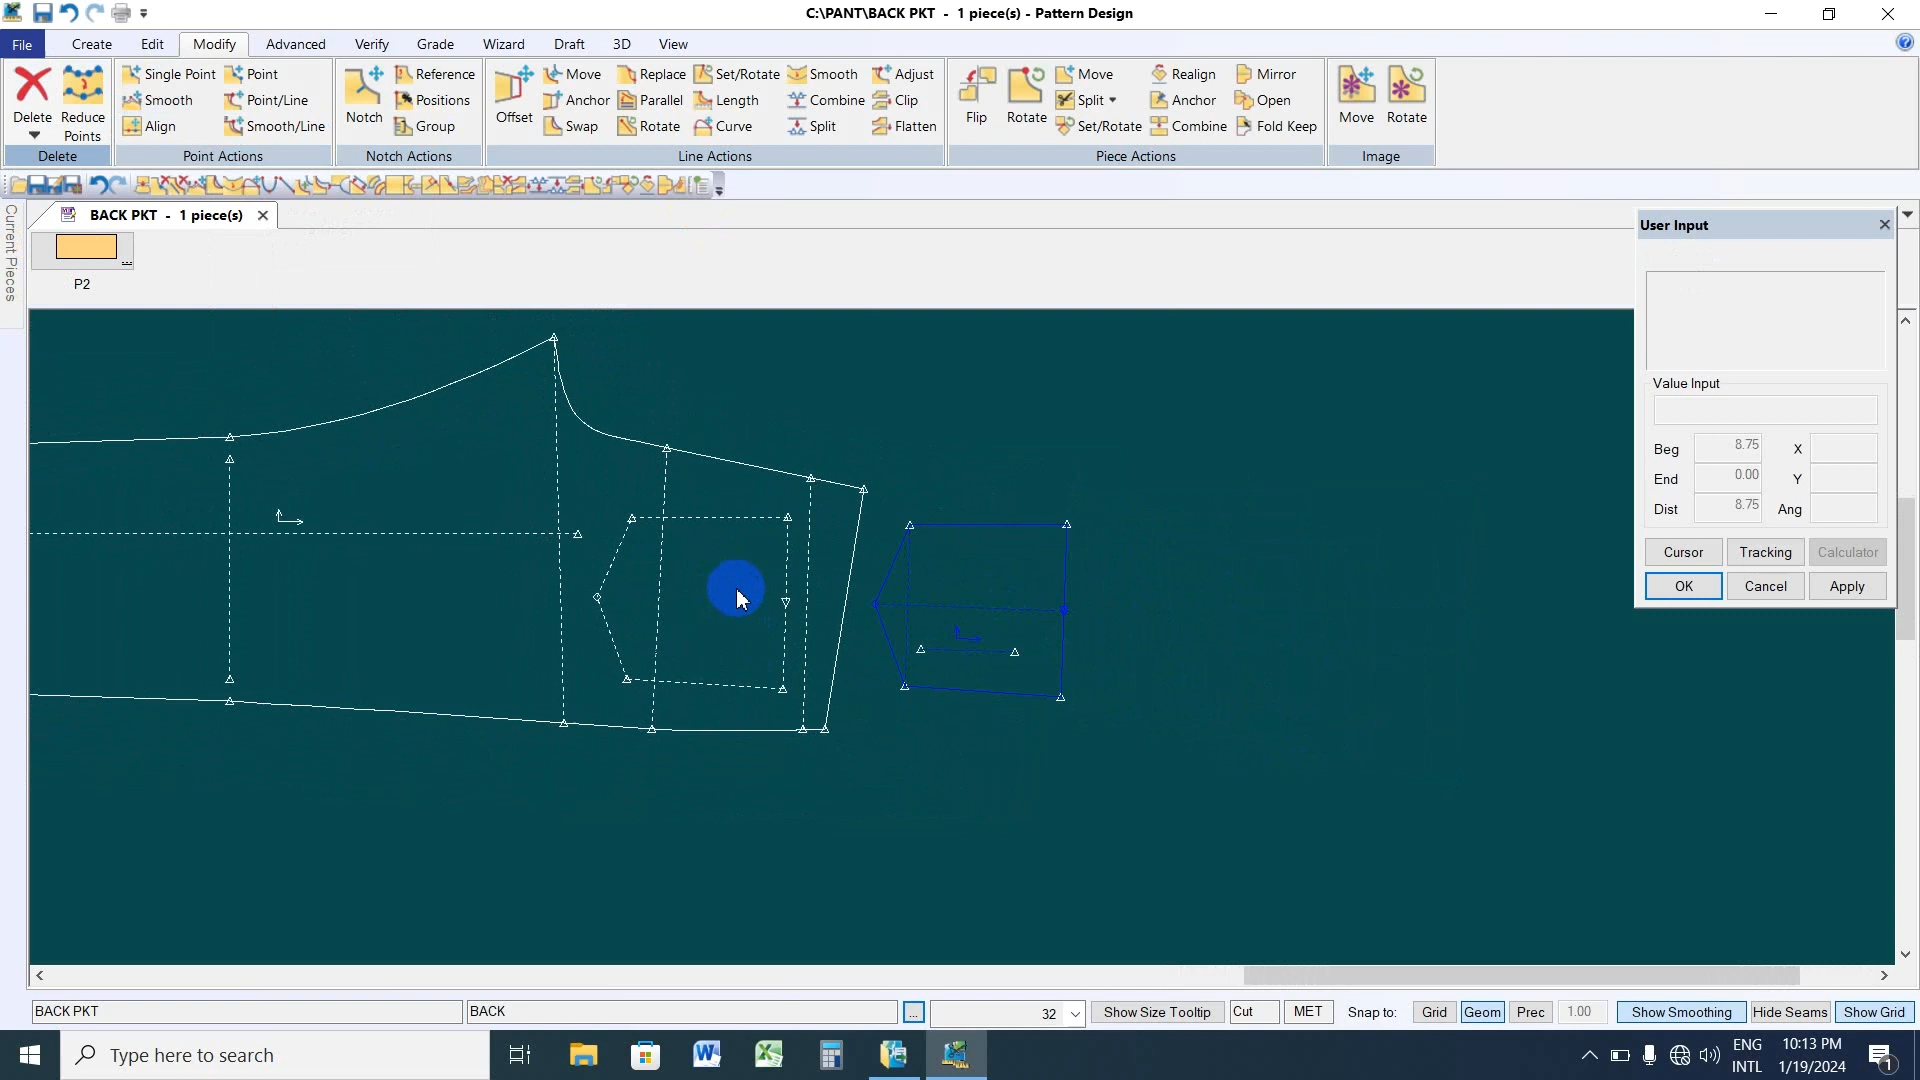 C:\PANT\BACK PKT - 1 piece(s) - Pattern Design
File Create Edit Modify Advanced Verify Grade Wizard Draft 3D View
Single Point Point Reference Move Replace Set/Rotate Smooth Adjust Move Realign Mirror
Smooth Point/Line Positions Anchor Parallel Length Combine Clip Split Anchor Open
Delete Reduce Points Notch Offset Flip Rotate Move Rotate
Align Smooth/Line Group Swap Rotate Curve Split Flatten Set/Rotate Combine Fold Keep
Delete Point Actions Notch Actions Line Actions Piece Actions Image
BACK PKT - 1 piece(s)
Current Pieces
P2
User Input
Value Input
Beg 8.75 X
End 0.00 Y
Dist 8.75 Ang
Cursor Tracking Calculator
OK Cancel Apply
BACK PKT BACK ... 32 Show Size Tooltip Cut MET Snap to: Grid Geom Prec 1.00 Show Smoothing Hide Seams Show Grid
Type here to search
ENG 10:13 PM
INTL 1/19/2024
1